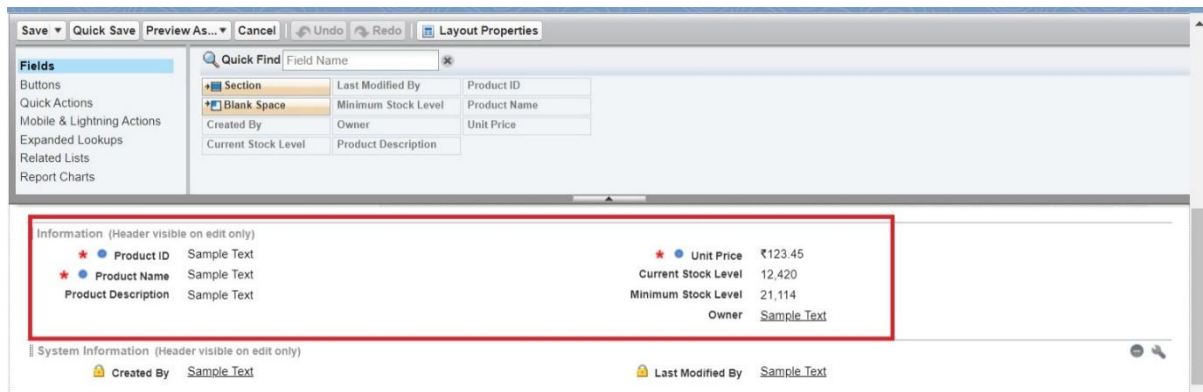 Save Quick Save Preview As... Cancel Undo Redo Layout Properties
Fields
Buttons
Quick Actions
Mobile & Lightning Actions
Expanded Lookups
Related Lists
Report Charts
Quick Find Field Name
Section Last Modified By Product ID
Blank Space Minimum Stock Level Product Name
Created By Owner Unit Price
Current Stock Level Product Description
Information (Header visible on edit only)
* Product ID Sample Text * Unit Price ₹123.45
* Product Name Sample Text Current Stock Level 12,420
Product Description Sample Text Minimum Stock Level 21,114
Owner Sample Text
System Information (Header visible on edit only)
Created By Sample Text Last Modified By Sample Text